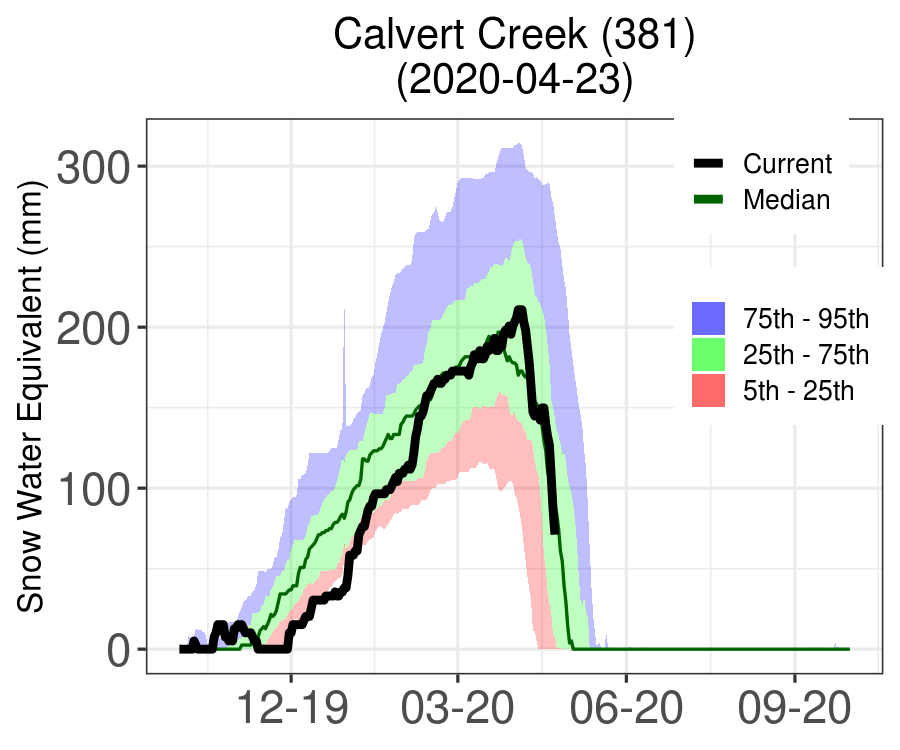 Calvert Creek (381)
(2020-04-23)
Snow Water Equivalent (mm)
300
200
100
0
12-19
03-20
06-20
09-20
Current
Median
75th - 95th
25th - 75th
5th - 25th